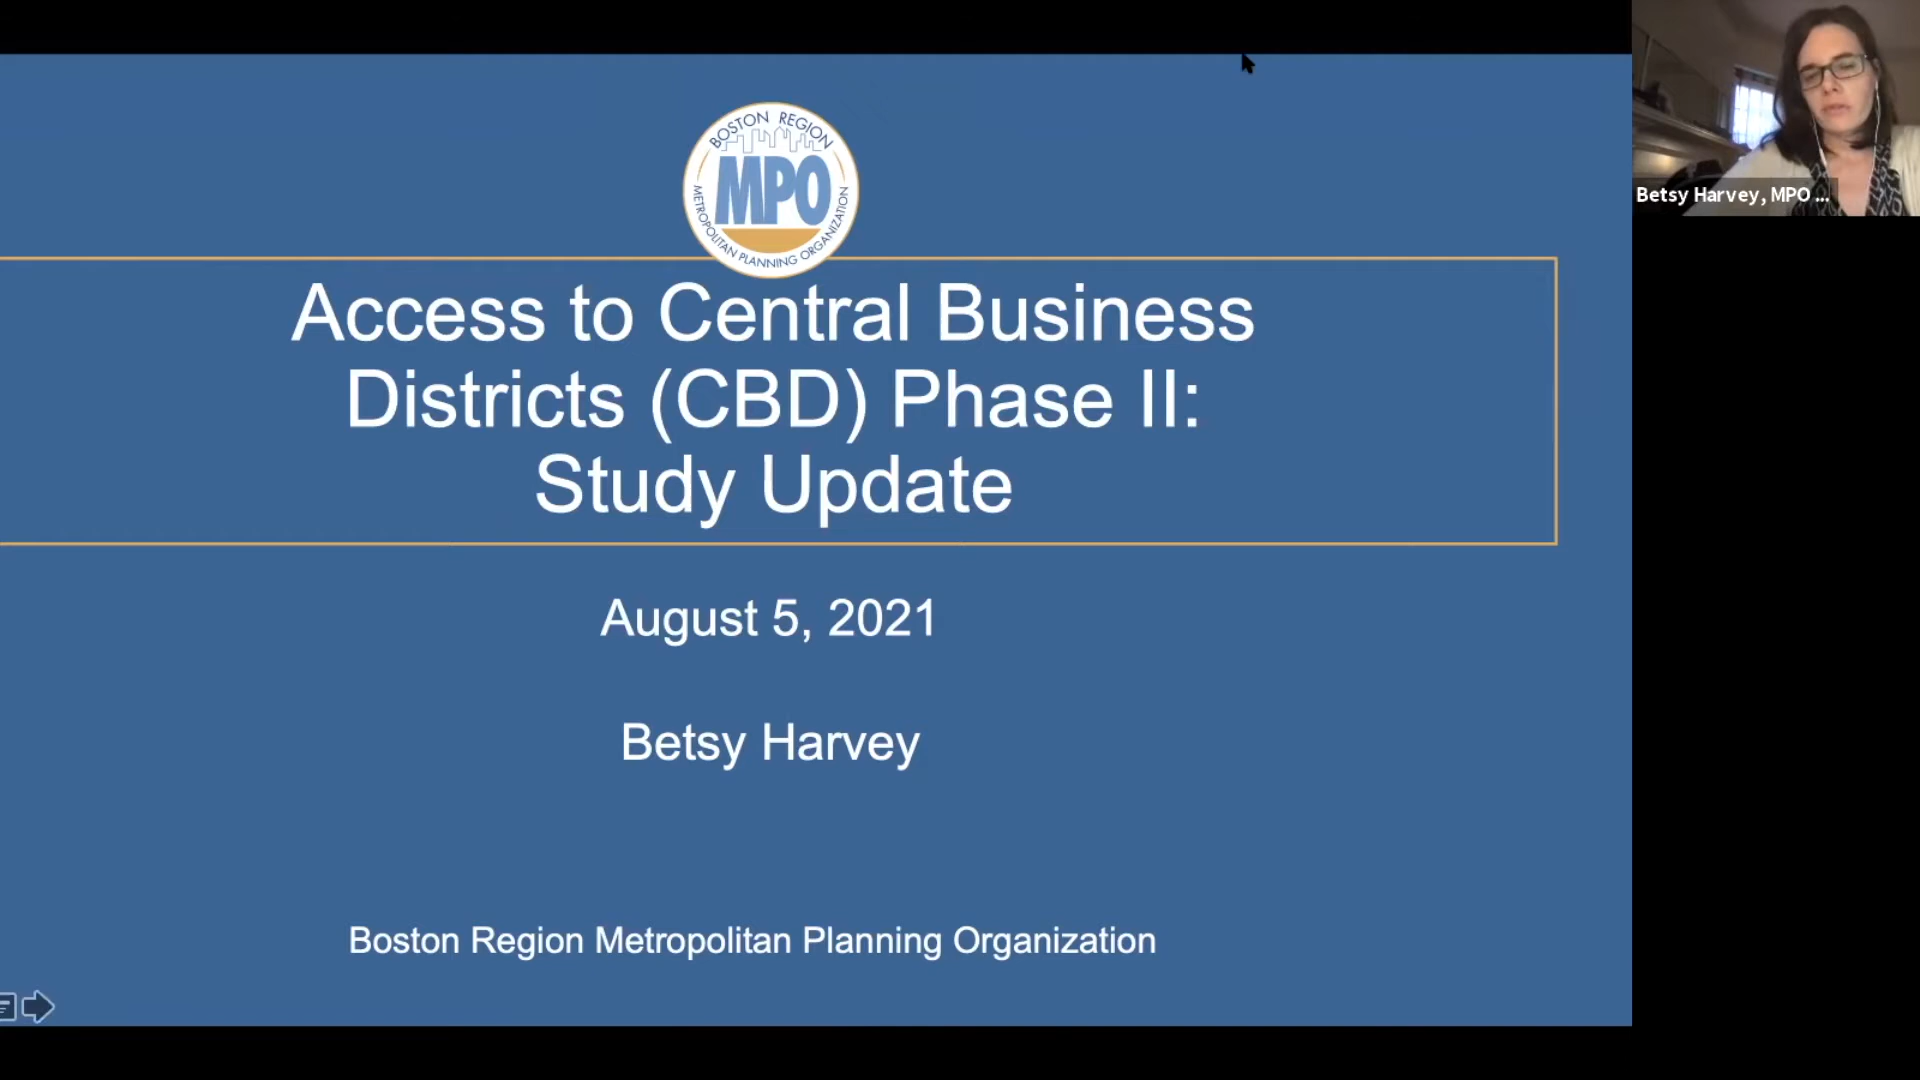 BOSTON REGION
MPO
METROPOLITAN PLANNING ORGANIZATION
Access to Central Business
Districts (CBD) Phase II:
Study Update
August 5, 2021
Betsy Harvey
Boston Region Metropolitan Planning Organization
Betsy Harvey, MPO ...